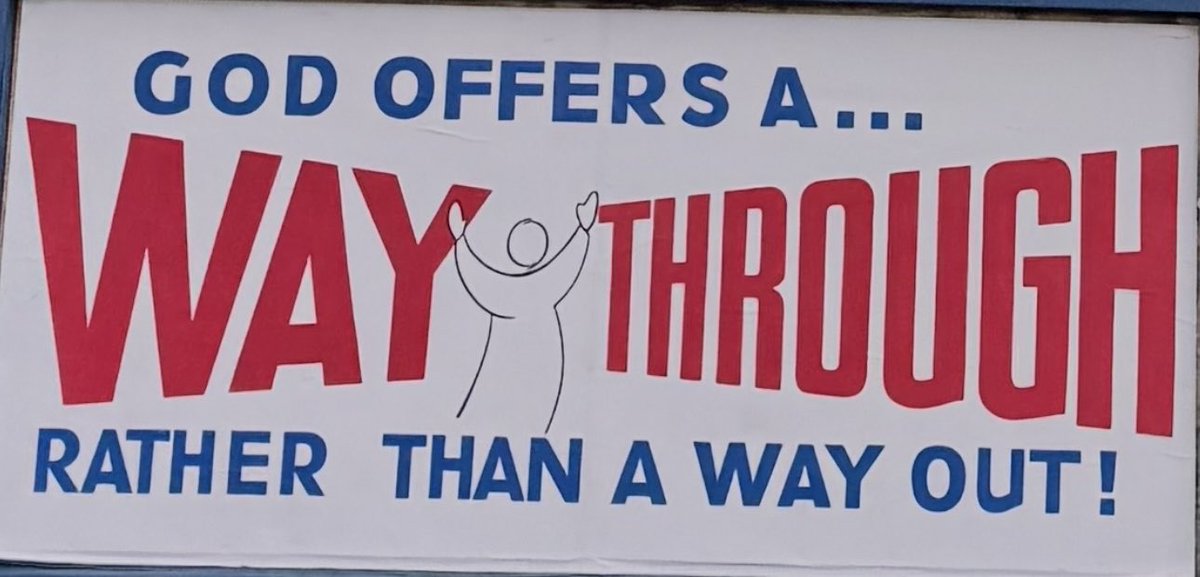 GOD OFFERS A...
WAY THROUGH
RATHER THAN A WAY OUT!